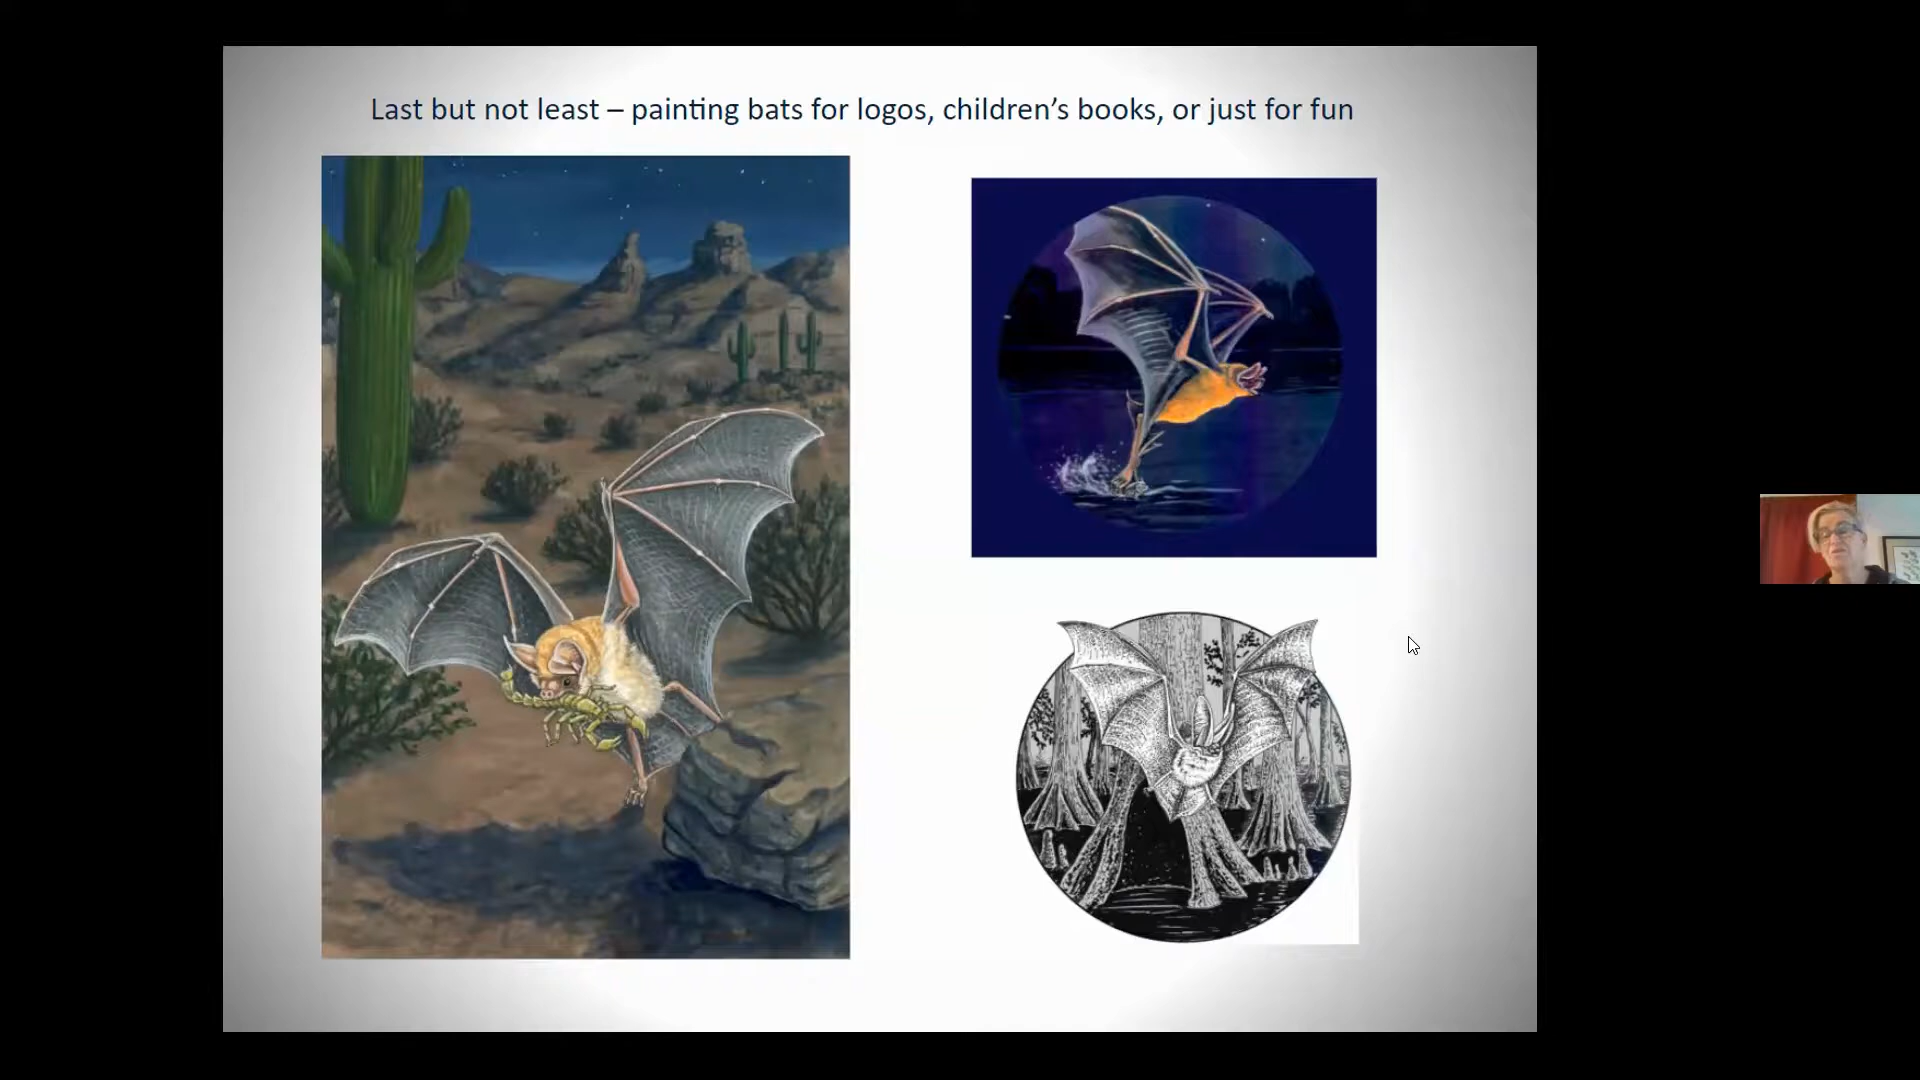 Last but not least – painting bats for logos, children’s books, or just for fun